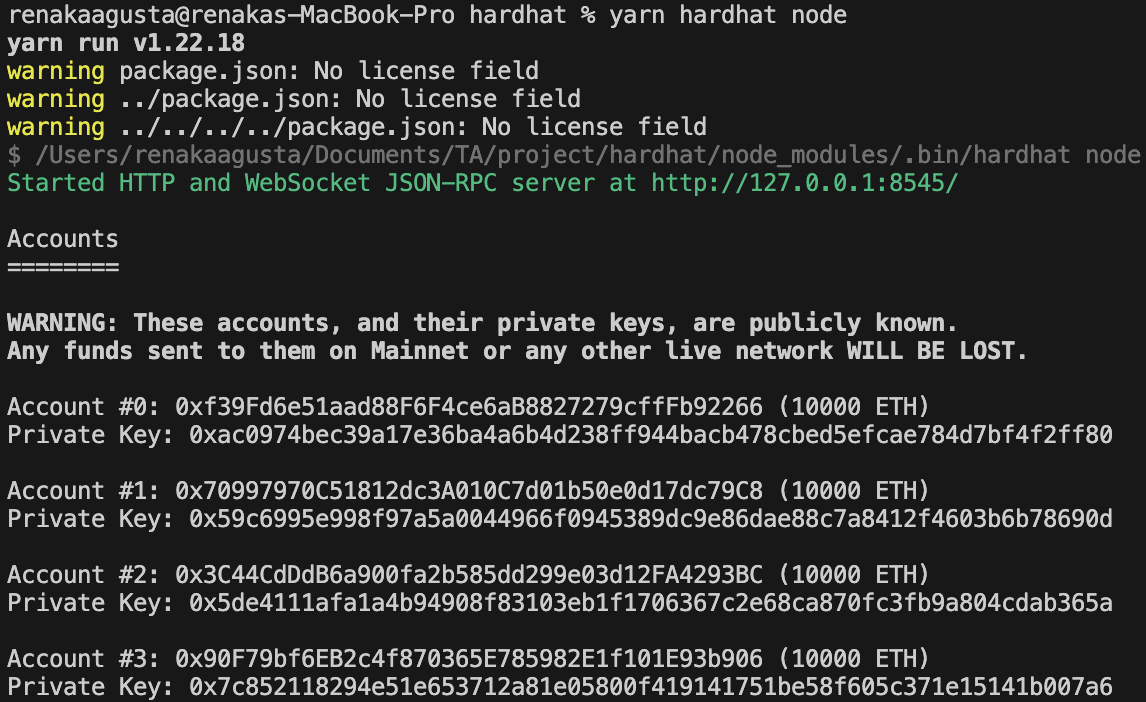 renakaagusta@renakas-MacBook-Pro hardhat % yarn hardhat node
yarn run v1.22.18
warning package.json: No license field
warning ../package.json: No license field
warning ../../../../package.json: No license field
$ /Users/renakaagusta/Documents/TA/project/hardhat/node_modules/.bin/hardhat node
Started HTTP and WebSocket JSON-RPC server at http://127.0.0.1:8545/
Accounts
========
WARNING: These accounts, and their private keys, are publicly known.
Any funds sent to them on Mainnet or any other live network WILL BE LOST.
Account #0: 0xf39Fd6e51aad88F6F4ce6aB8827279cffFb92266 (10000 ETH)
Private Key: 0xac0974bec39a17e36ba4a6b4d238ff944bacb478cbed5efcae784d7bf4f2ff80
Account #1: 0x70997970C51812dc3A010C7d01b50e0d17dc79C8 (10000 ETH)
Private Key: 0x59c6995e998f97a5a0044966f0945389dc9e86dae88c7a8412f4603b6b78690d
Account #2: 0x3C44CdDdB6a900fa2b585dd299e03d12FA4293BC (10000 ETH)
Private Key: 0x5de4111afa1a4b94908f83103eb1f1706367c2e68ca870fc3fb9a804cdab365a
Account #3: 0x90F79bf6EB2c4f870365E785982E1f101E93b906 (10000 ETH)
Private Key: 0x7c852118294e51e653712a81e05800f419141751be58f605c371e15141b007a6